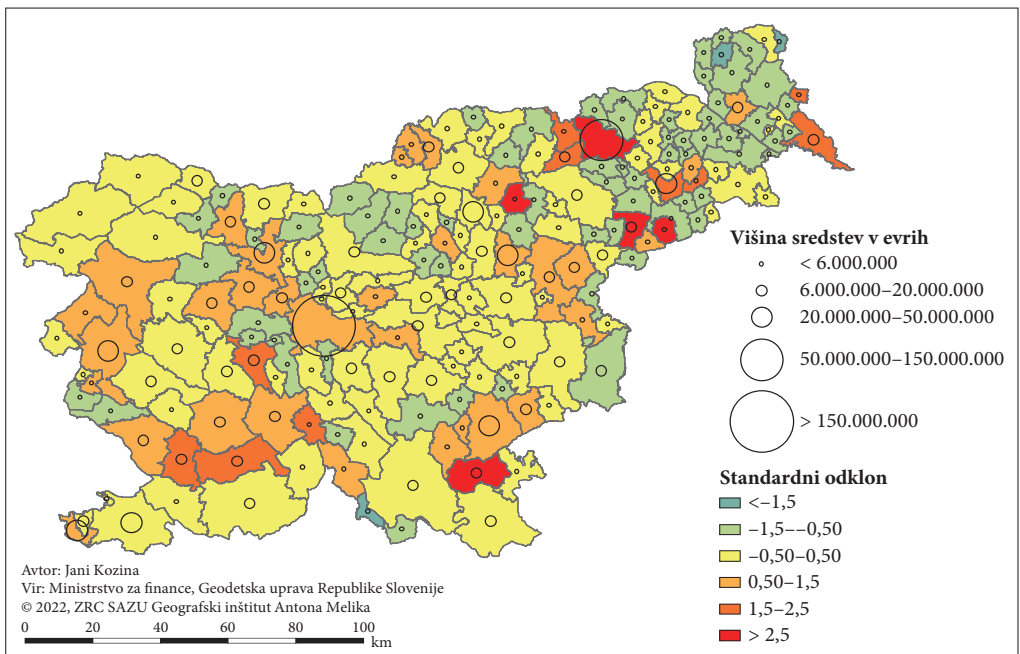 Višina sredstev v evrih
< 6.000.000
6.000.000–20.000.000
20.000.000–50.000.000
50.000.000–150.000.000
> 150.000.000
Standardni odklon
<–1,5
–1,5––0,50
–0,50–0,50
0,50–1,5
1,5–2,5
> 2,5
Avtor: Jani Kozina
Vir: Ministrstvo za finance, Geodetska uprava Republike Slovenije
© 2022, ZRC SAZU Geografski inštitut Antona Melika
0 20 40 60 80 100
km